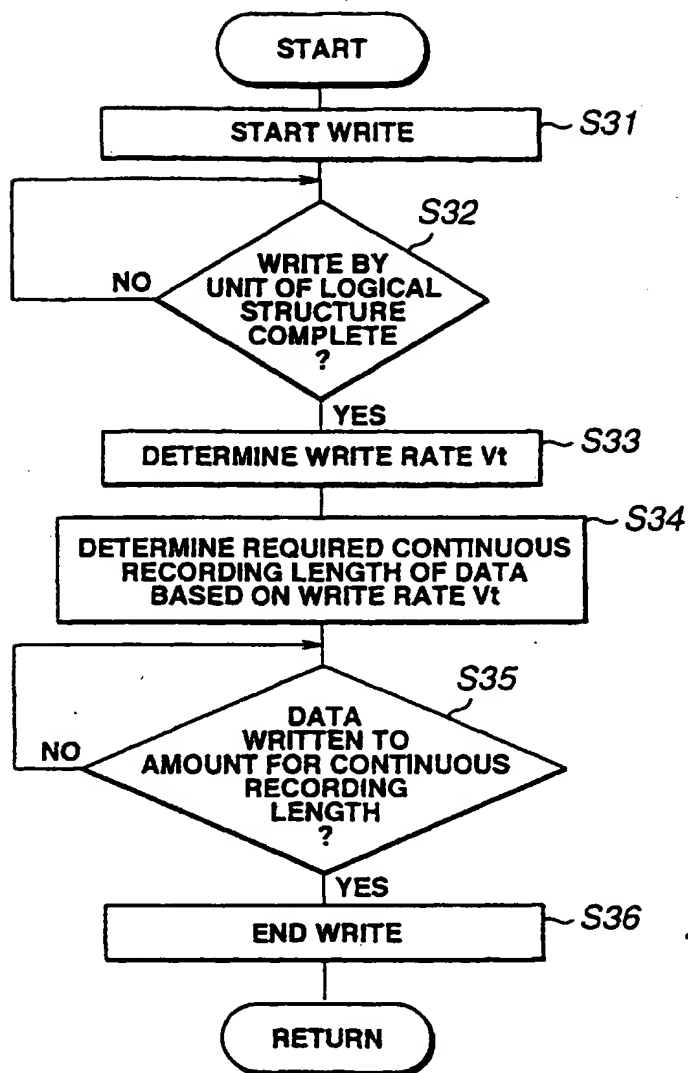 START
START WRITE
S31
S32
WRITE BY
UNIT OF LOGICAL
STRUCTURE
COMPLETE
?
NO
YES
DETERMINE WRITE RATE Vt
S33
S34
DETERMINE REQUIRED CONTINUOUS
RECORDING LENGTH OF DATA
BASED ON WRITE RATE Vt
S35
DATA
WRITTEN TO
AMOUNT FOR CONTINUOUS
RECORDING
LENGTH
?
NO
YES
END WRITE
S36
RETURN